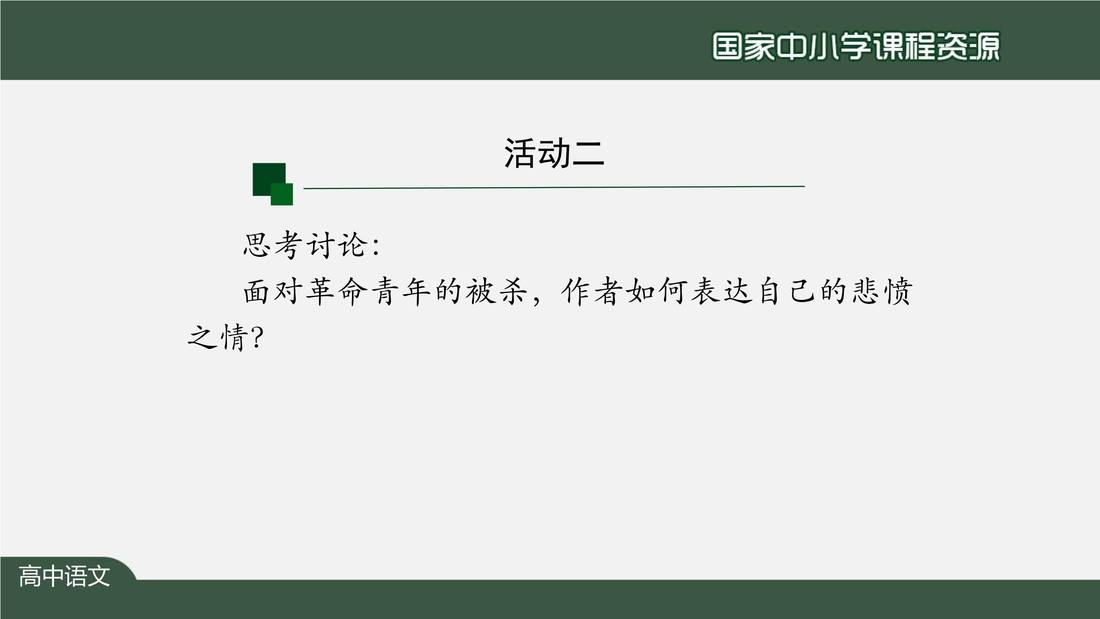 国家中小学课程资源
活动二
思考讨论：
面对革命青年的被杀，作者如何表达自己的悲愤
之情？
高中语文